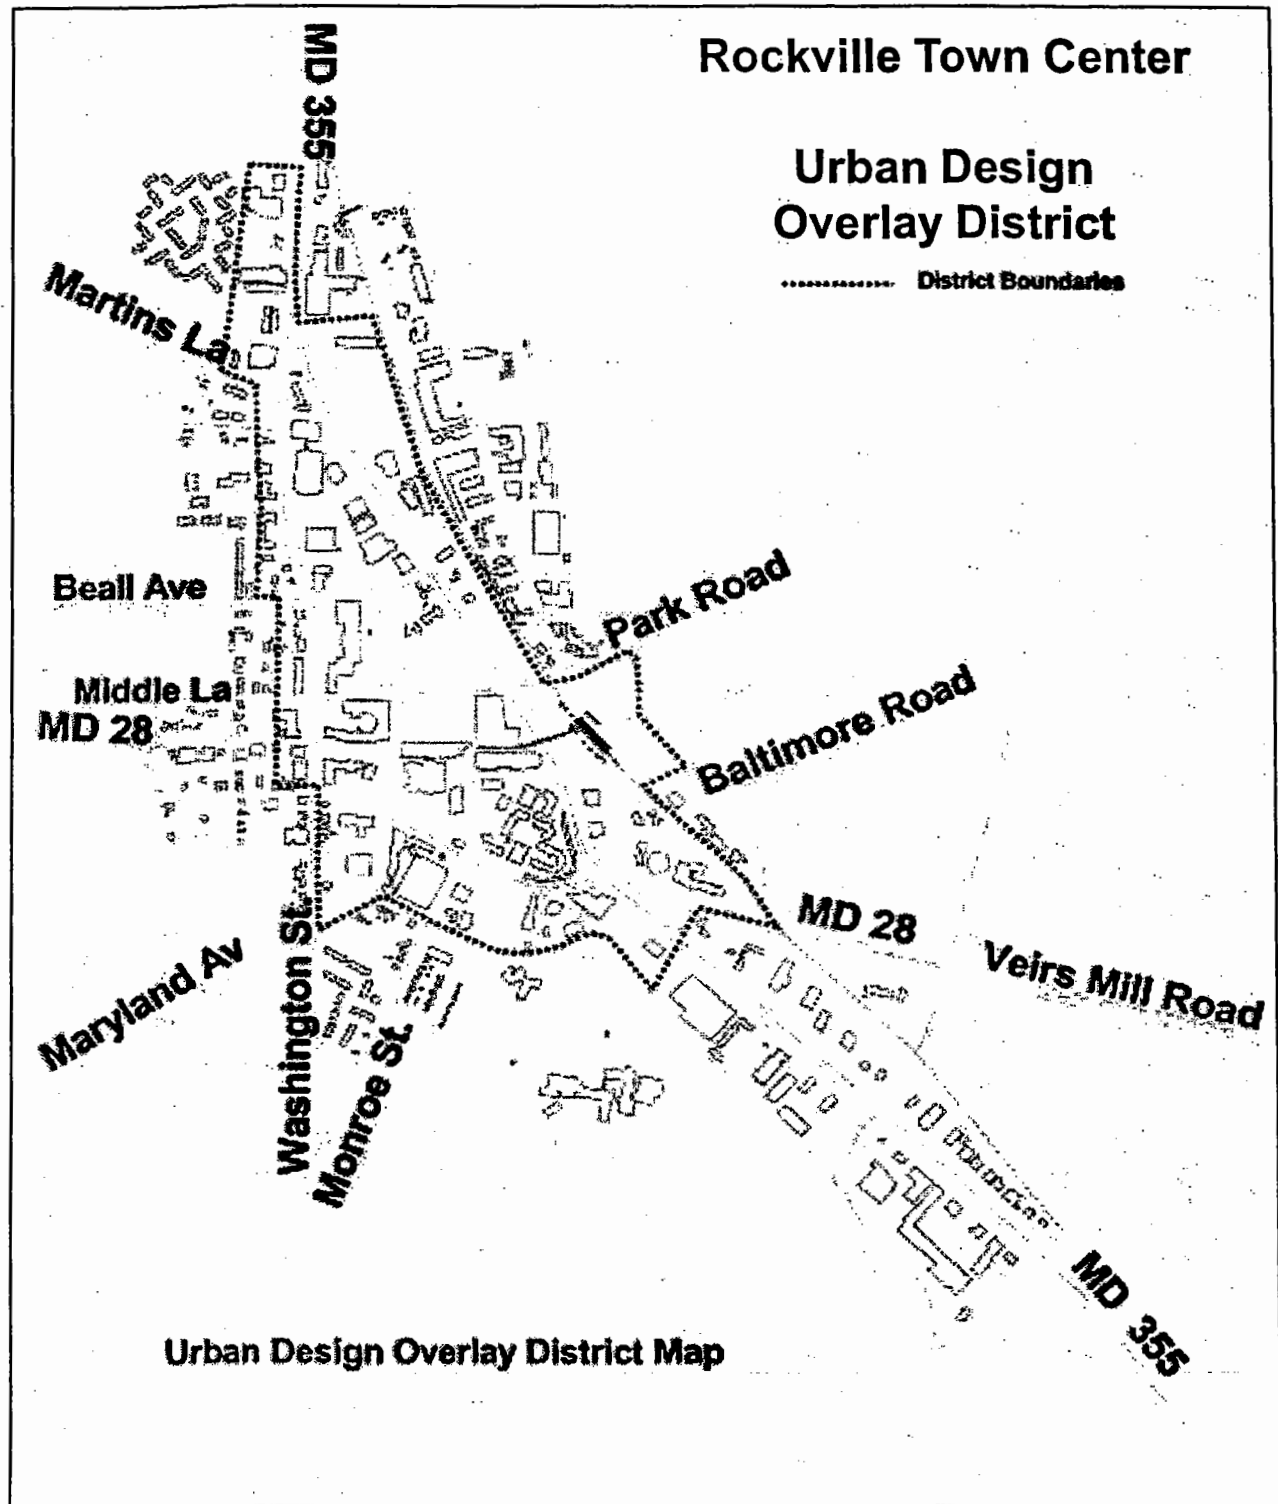 MD 355
Rockville Town Center
Urban Design
Overlay District
District Boundaries
Martins La
Park Road
Beall Ave
Middle La
MD 28
Baltimore Road
MD 28
Veirs Mill Road
Maryland Av
Washington St.
Monroe St.
MD 355
Urban Design Overlay District Map